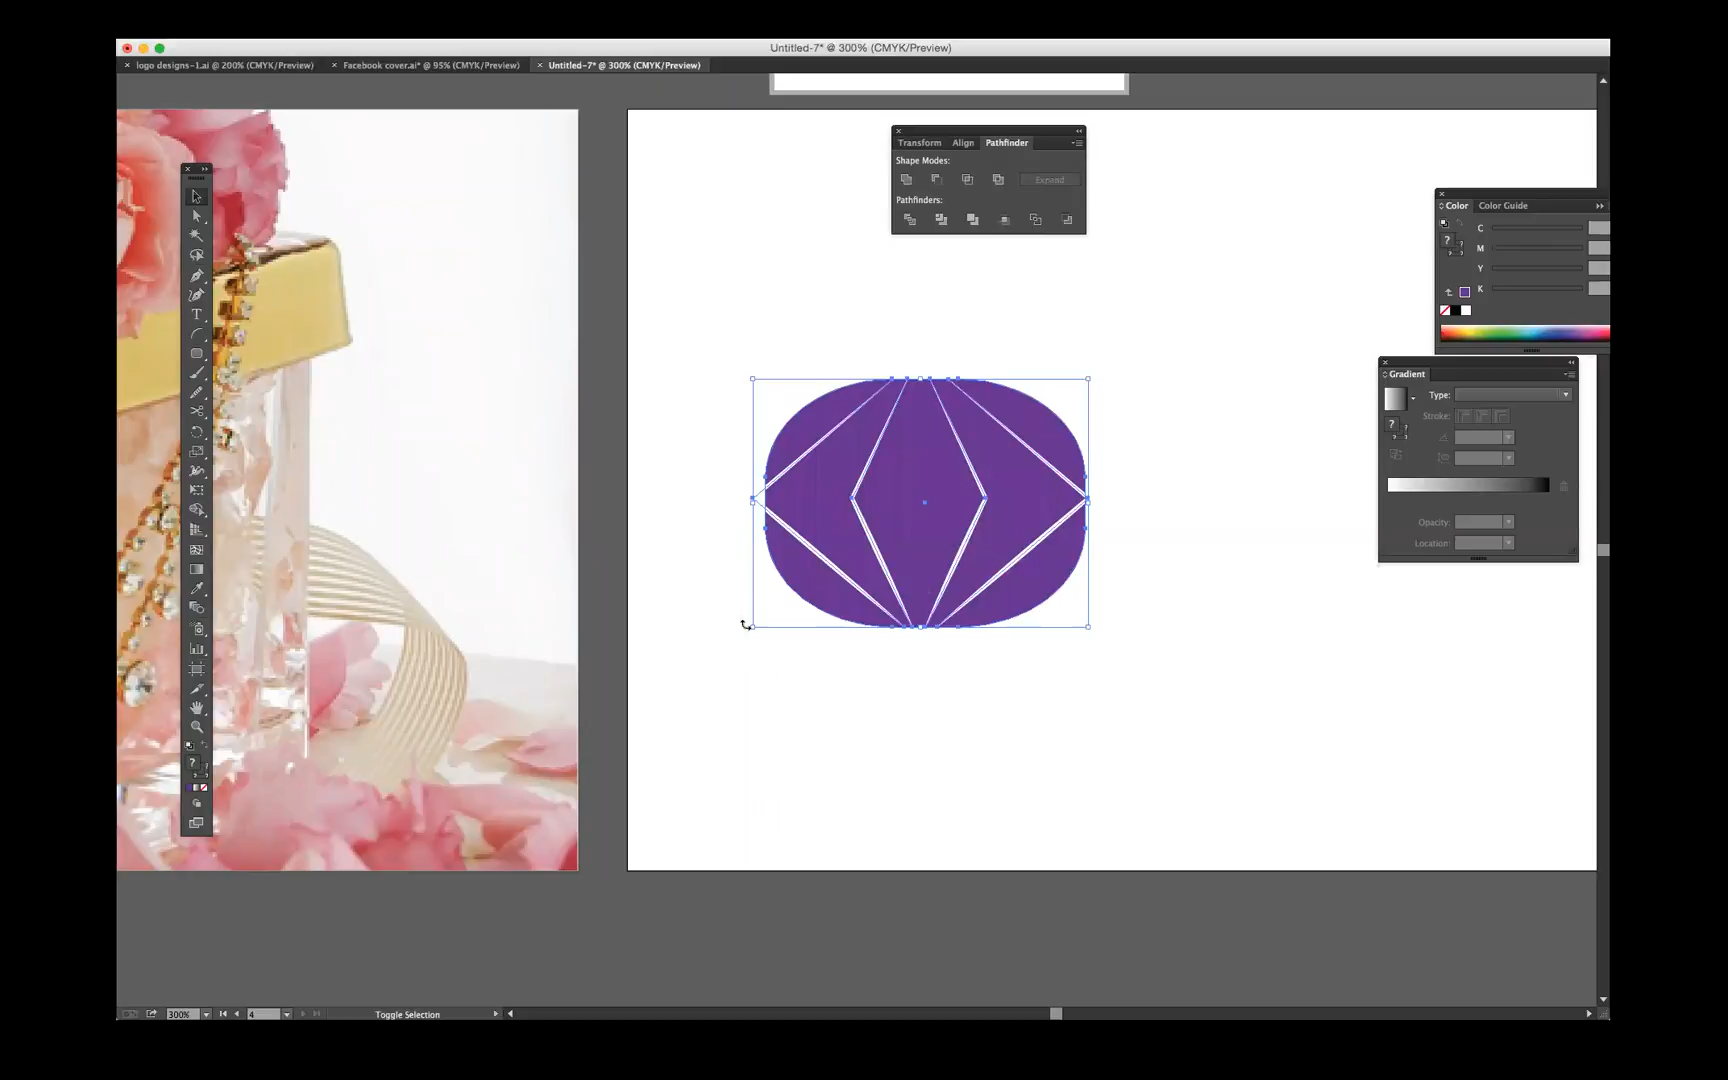 Untitled-7* @ 300% (CMYK/Preview)
logo designs-1.ai @ 200% (CMYK/Preview)
Facebook cover.ai* @ 95% (CMYK/Preview)
Untitled-7* @ 300% (CMYK/Preview)
Transform Align Pathfinder
Shape Modes:
Expand
Pathfinders:
Color Color Guide
C
M
Y
K
Gradient
Type:
Stroke:
Opacity:
Location:
T
?
?
?
300% 4 Toggle Selection